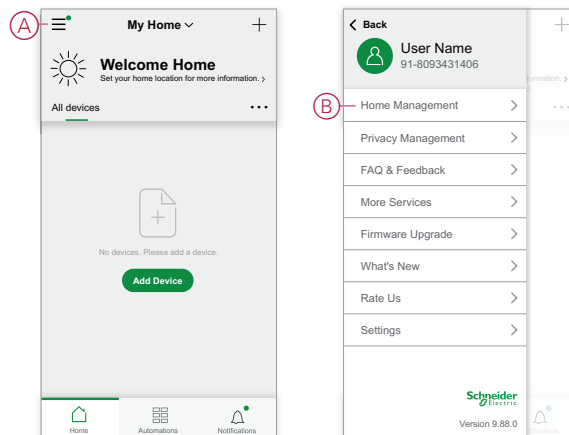 A
My Home
Welcome Home
Set your home location for more information.
All devices
No devices. Please add a device.
Add Device
Home
Automations
Notifications
Back
User Name
91-8093431406
B
Home Management
Privacy Management
FAQ & Feedback
More Services
Firmware Upgrade
What's New
Rate Us
Settings
Schneider
Electric
Version 9.88.0
ormation.